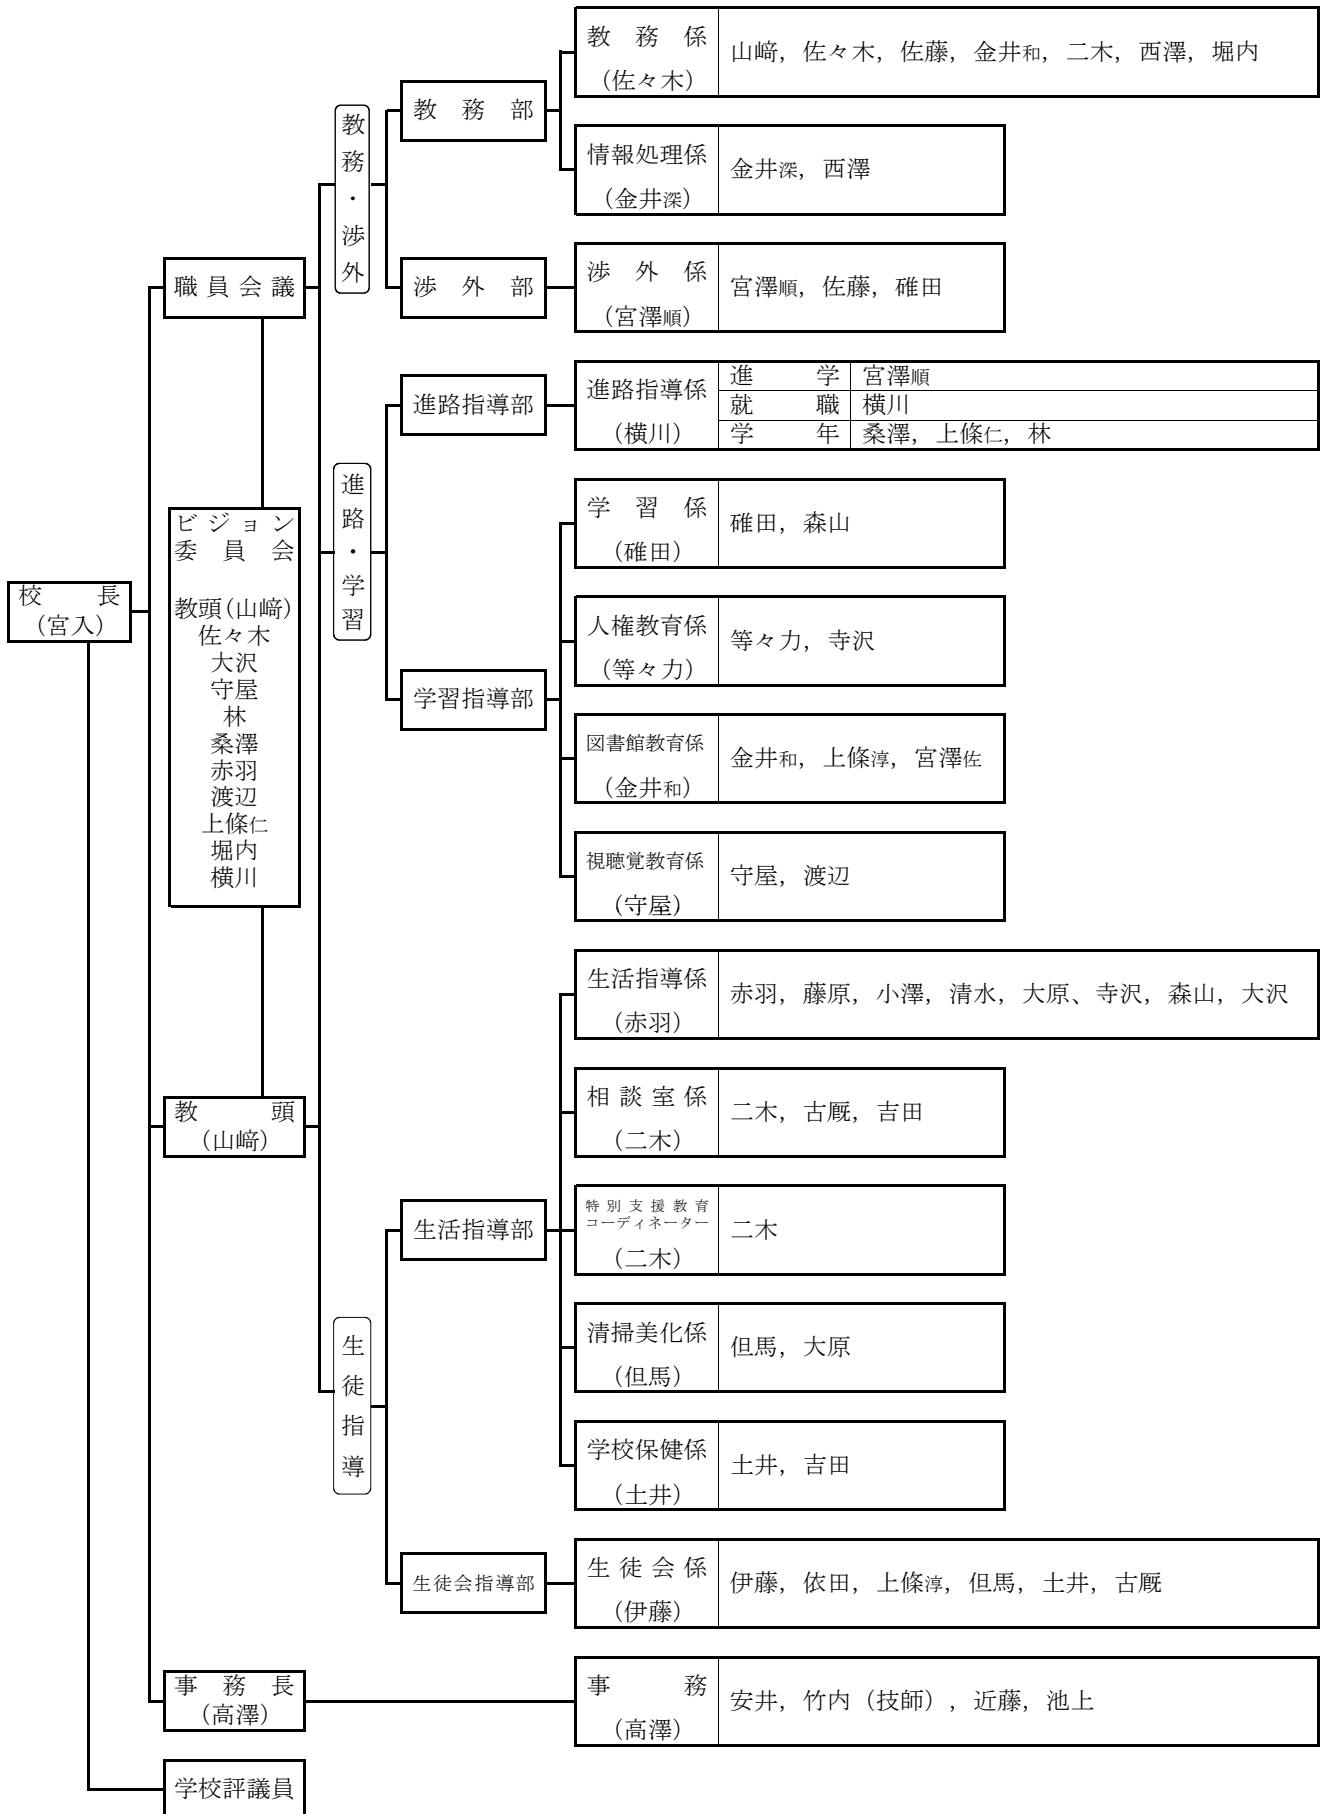 校長
（宮入）
職員会議
ビジョン
委員会
教頭（山﨑）
佐々木
大沢
守屋
林
桑澤
赤羽
渡辺
上條仁
堀内
横川
教頭
（山﨑）
事務長
（高澤）
学校評議員
教務・渉外
教務部
教務係
（佐々木）
山﨑，佐々木，佐藤，金井和，二木，西澤，堀内
情報処理係
（金井深）
金井深，西澤
渉外部
渉外係
（宮澤順）
宮澤順，佐藤，碓田
進路・学習
進路指導部
進路指導係
（横川）
進学 宮澤順
就職 横川
学年 桑澤，上條仁，林
学習指導部
学習係
（碓田）
碓田，森山
人権教育係
（等々力）
等々力，寺沢
図書館教育係
（金井和）
金井和，上條淳，宮澤佐
視聴覚教育係
（守屋）
守屋，渡辺
生徒指導
生活指導部
生活指導係
（赤羽）
赤羽，藤原，小澤，清水，大原、寺沢，森山，大沢
相談室係
（二木）
二木，古厩，吉田
特別支援教育
コーディネーター
（二木）
二木
清掃美化係
（但馬）
但馬，大原
学校保健係
（土井）
土井，吉田
生徒会指導部
生徒会係
（伊藤）
伊藤，依田，上條淳，但馬，土井，古厩
事務
（高澤）
安井，竹内（技師），近藤，池上